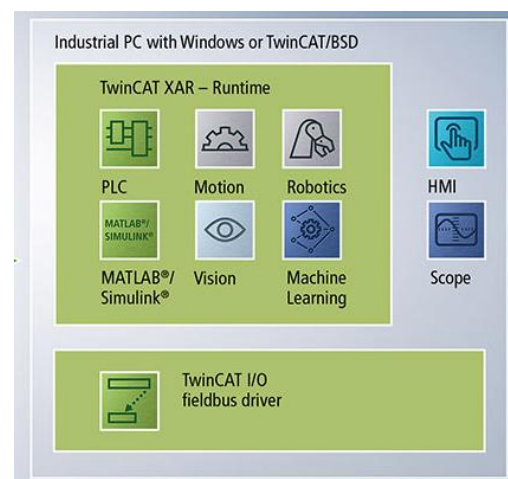 Industrial PC with Windows or TwinCAT/BSD
TwinCAT XAR – Runtime
PLC
Motion
Robotics
HMI
MATLAB®/
SIMULINK®
MATLAB®/
Simulink®
Vision
Machine
Learning
Scope
TwinCAT I/O
fieldbus driver